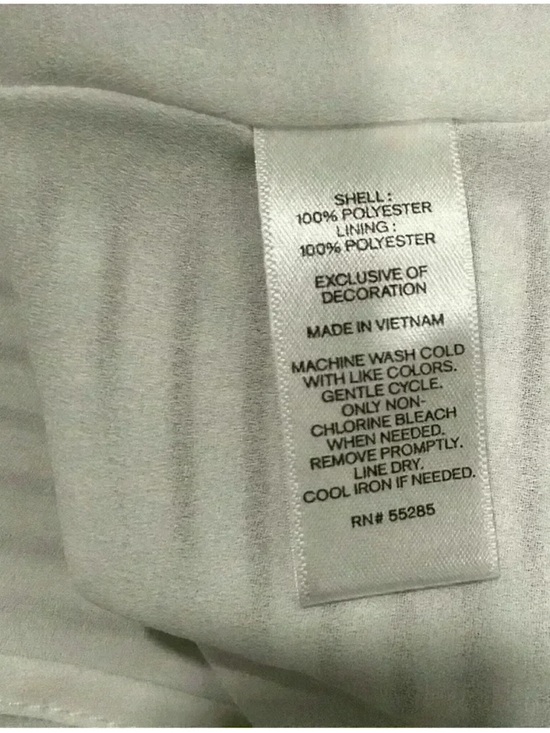 SHELL:
100% POLYESTER
LINING:
100% POLYESTER
EXCLUSIVE OF
DECORATION
MADE IN VIETNAM
MACHINE WASH COLD
WITH LIKE COLORS.
GENTLE CYCLE.
ONLY NON-
CHLORINE BLEACH
WHEN NEEDED.
REMOVE PROMPTLY.
LINE DRY.
COOL IRON IF NEEDED.
RN# 55285